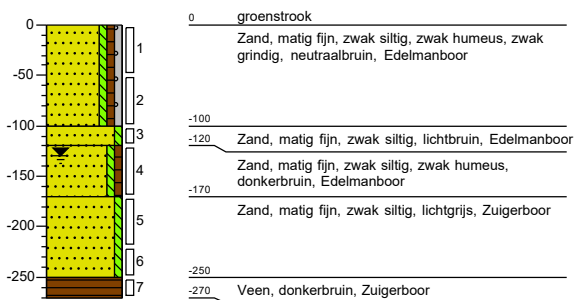 0
-50
-100
-150
-200
-250
1
2
3
4
5
6
7
0 groenstrook
Zand, matig fijn, zwak siltig, zwak humeus, zwak
grindig, neutraalbruin, Edelmanboor
-100
-120 Zand, matig fijn, zwak siltig, lichtbruin, Edelmanboor
Zand, matig fijn, zwak siltig, zwak humeus,
donkerbruin, Edelmanboor
-170
Zand, matig fijn, zwak siltig, lichtgrijs, Zuigerboor
-250
-270 Veen, donkerbruin, Zuigerboor